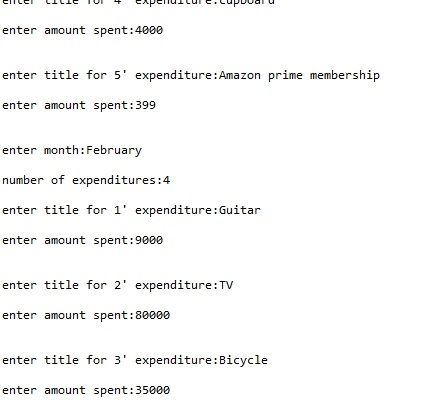 enter title for 4' expenditure:cupboard
enter amount spent:4000
enter title for 5' expenditure:Amazon prime membership
enter amount spent:399
enter month:February
number of expenditures:4
enter title for 1' expenditure:Guitar
enter amount spent:9000
enter title for 2' expenditure:TV
enter amount spent:80000
enter title for 3' expenditure:Bicycle
enter amount spent:35000